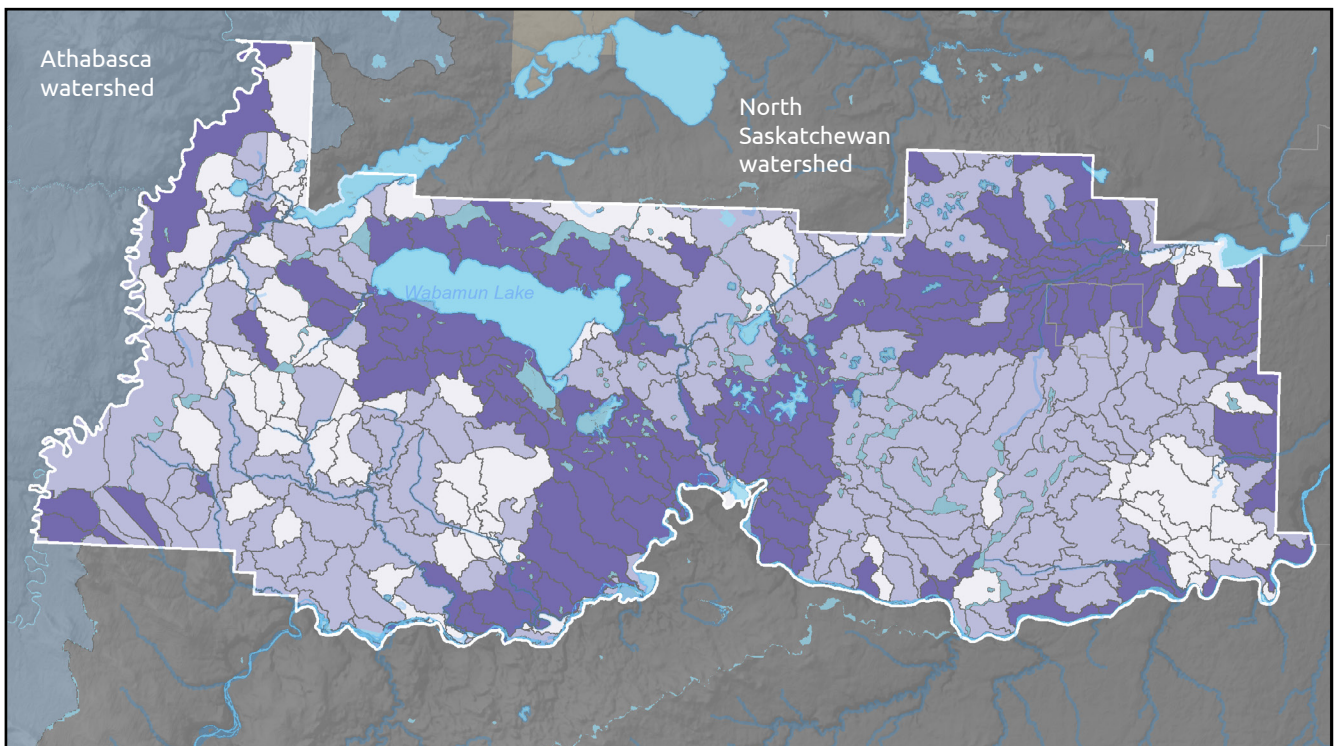 Athabasca
watershed
North
Saskatchewan
watershed
Wabamun Lake